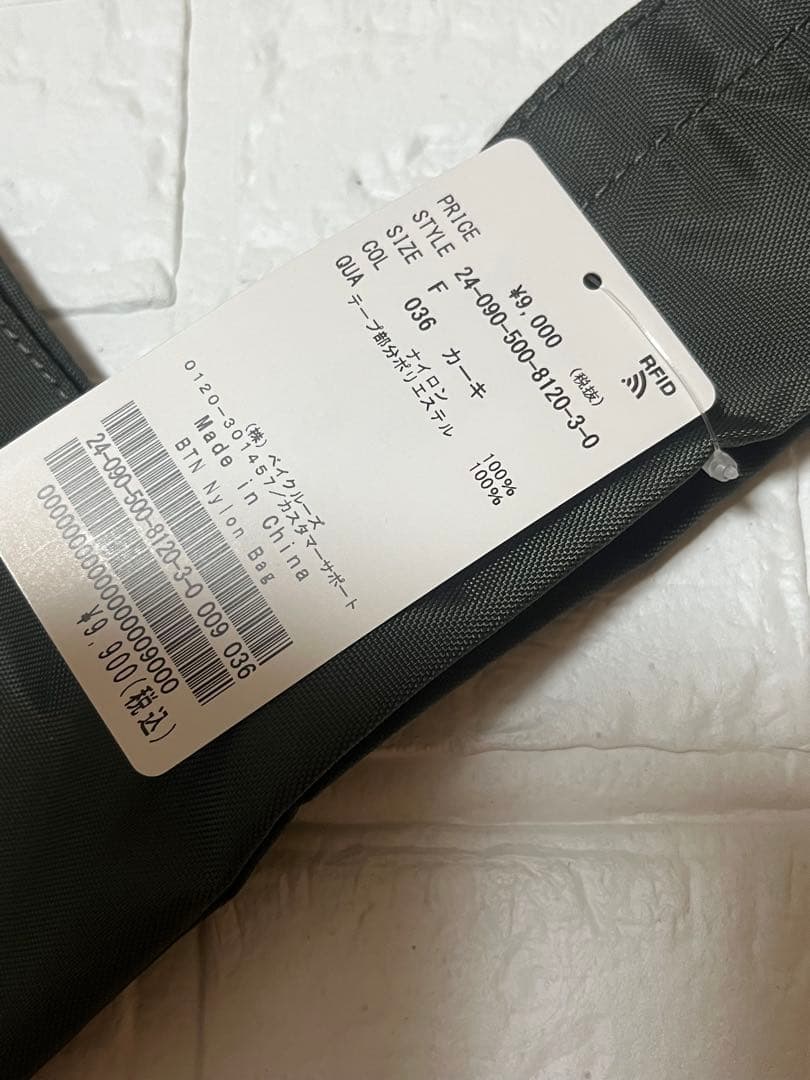 RFID
PRICE ¥9,000 (税抜)
STYLE 24-090-500-8120-3-0
SIZE F
COL 036 カーキ
QUA ナイロン 100%
テープ部分ポリエステル 100%
(株) ベイクルーズ
0120-301457/カスタマーサポート
Made in China
BTN Nylon Bag
24-090-500-8120-3-0 009 036
0000000000000009000
¥9,900(税込)